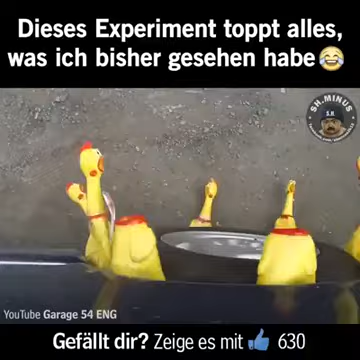 Dieses Experiment toppt alles,
was ich bisher gesehen habe😂
SH.MINUS
S.H.
YouTube Garage 54 ENG
Gefällt dir? Zeige es mit 👍 630